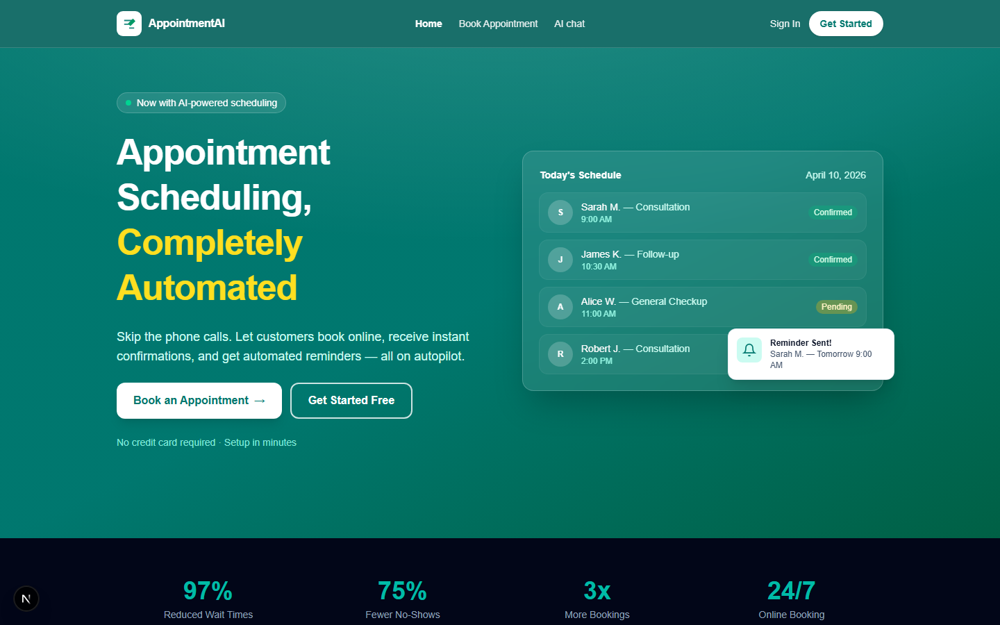 AppointmentAI
Home
Book Appointment
AI chat
Sign In
Get Started
Now with AI-powered scheduling
Appointment
Scheduling,
Completely
Automated
Skip the phone calls. Let customers book online, receive instant
confirmations, and get automated reminders — all on autopilot.
Book an Appointment →
Get Started Free
No credit card required · Setup in minutes
Today's Schedule
April 10, 2026
S
Sarah M. — Consultation
9:00 AM
Confirmed
J
James K. — Follow-up
10:30 AM
Confirmed
A
Alice W. — General Checkup
11:00 AM
Pending
R
Robert J. — Consultation
2:00 PM
Reminder Sent!
Sarah M. — Tomorrow 9:00
AM
97%
Reduced Wait Times
75%
Fewer No-Shows
3x
More Bookings
24/7
Online Booking
N